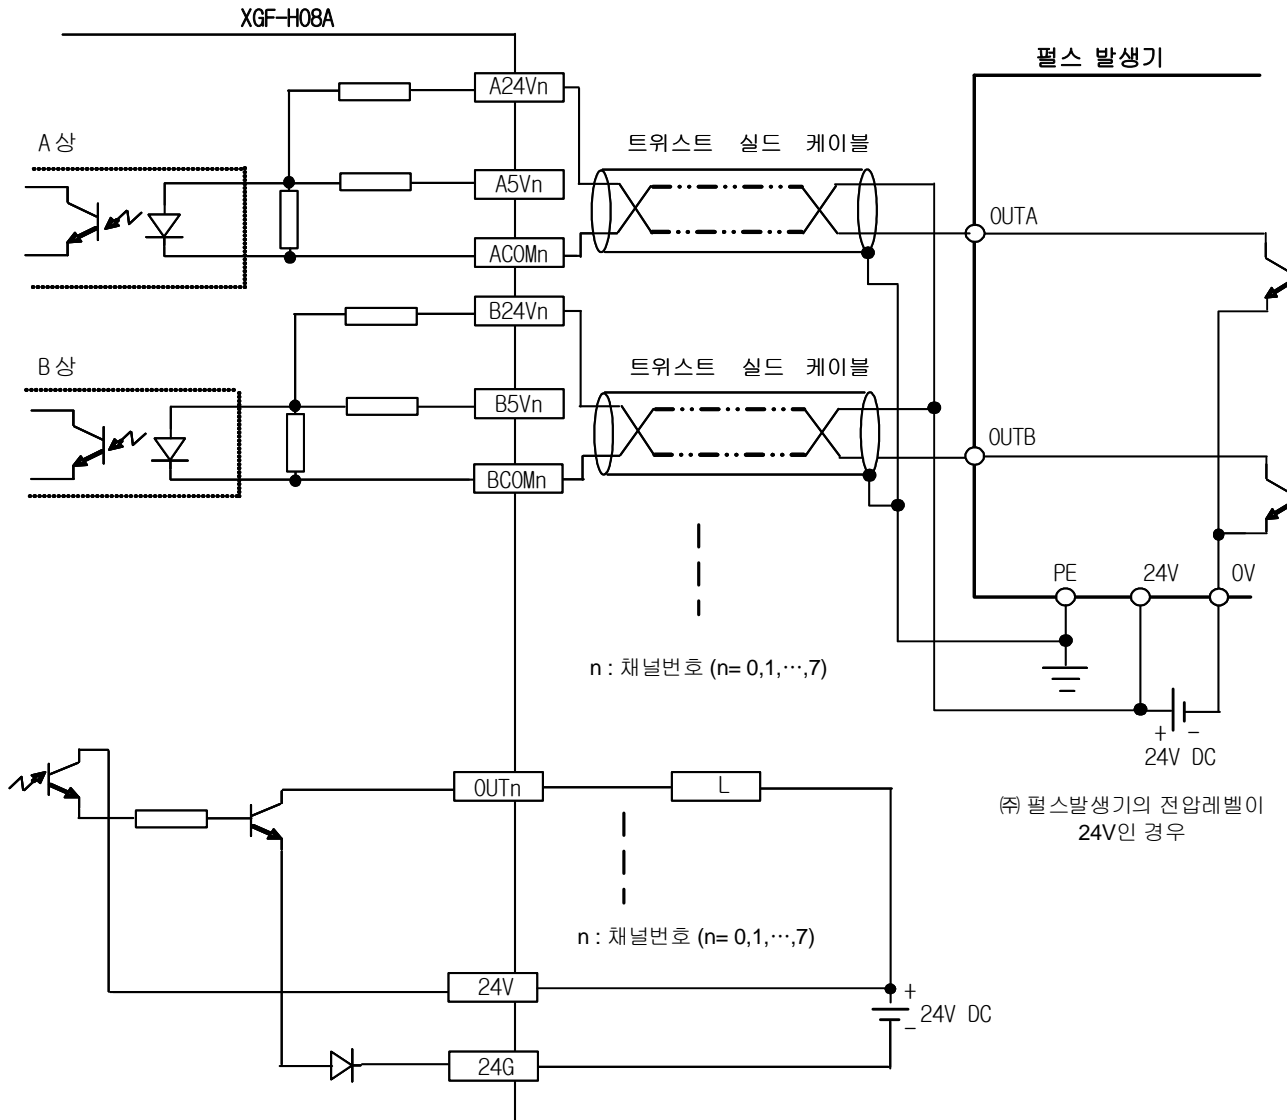 XGF-H08A
펄스 발생기
A24Vn
A 상
트위스트 실드 케이블
A5Vn
OUTA
ACOMn
B24Vn
B 상
트위스트 실드 케이블
B5Vn
OUTB
BCOMn
PE
24V
0V
n : 채널번호 (n= 0,1,⋯,7)
+ -
24V DC
OUTn
L
㈜ 펄스발생기의 전압레벨이
24V인 경우
n : 채널번호 (n= 0,1,⋯,7)
24V
+
24V DC
-
24G